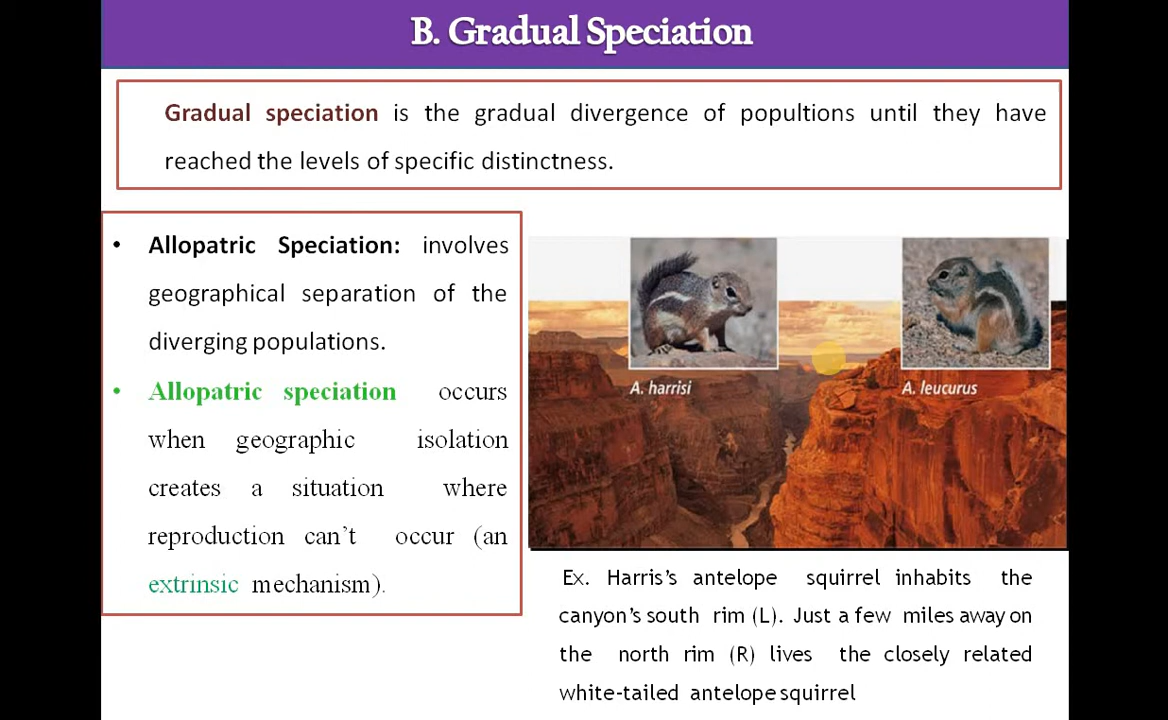 B. Gradual Speciation
Gradual speciation is the gradual divergence of popultions until they have
reached the levels of specific distinctness.
• Allopatric Speciation: involves
geographical separation of the
diverging populations.
• Allopatric speciation occurs
when geographic isolation
creates a situation where
reproduction can't occur (an
extrinsic mechanism).
A. harrisi
A. leucurus
Ex. Harris's antelope squirrel inhabits the
canyon's south rim (L). Just a few miles away on
the north rim (R) lives the closely related
white-tailed antelope squirrel